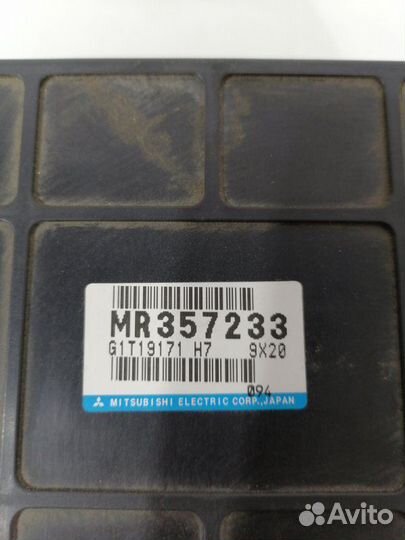 MR357233
G1T19171 H7 9X20
094
MITSUBISHI ELECTRIC CORP.,JAPAN
Avito